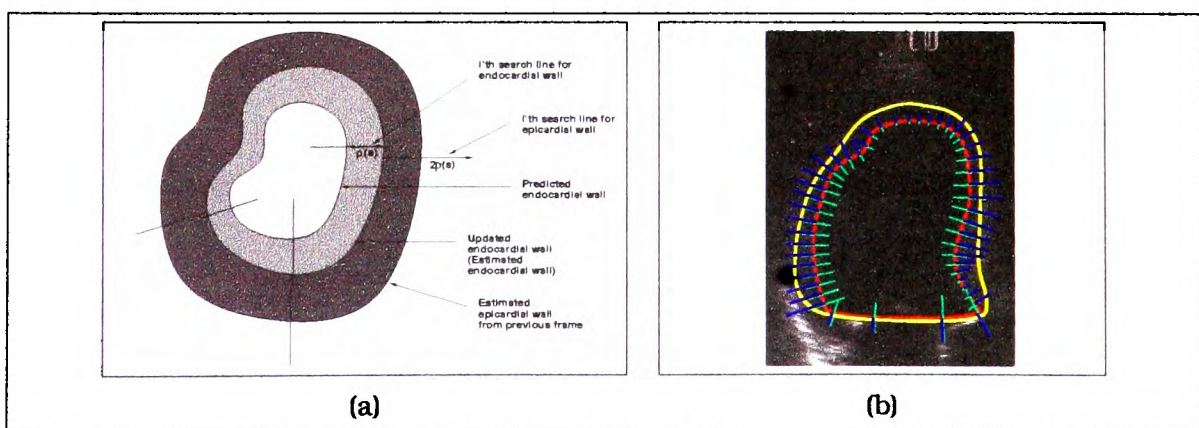 I'th search line for
endocardial wall
I'th search line for
epicardial wall
p(s)
2p(s)
Predicted
endocardial wall
Updated
endocardial wall
(Estimated
endocardial wall)
Estimated
epicardial wall
from previous frame
(a)
(b)